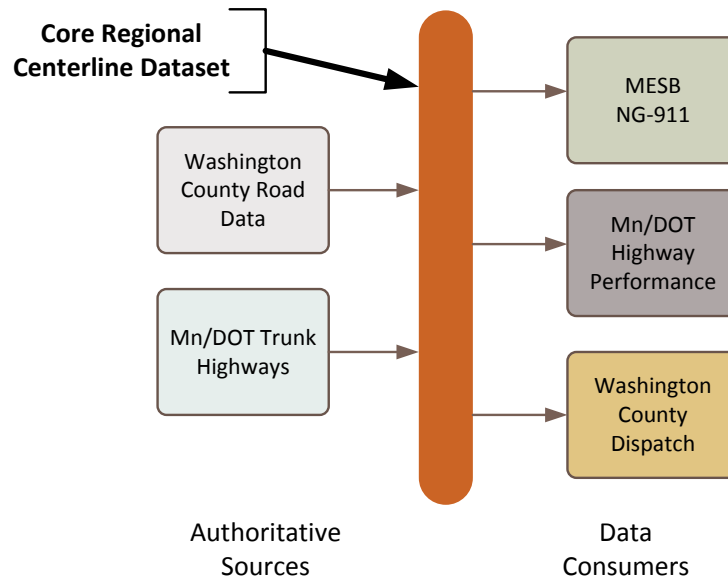 Core Regional
Centerline Dataset
MESB
NG-911
Washington
County Road
Data
Mn/DOT
Highway
Performance
Mn/DOT Trunk
Highways
Washington
County
Dispatch
Authoritative
Sources
Data
Consumers